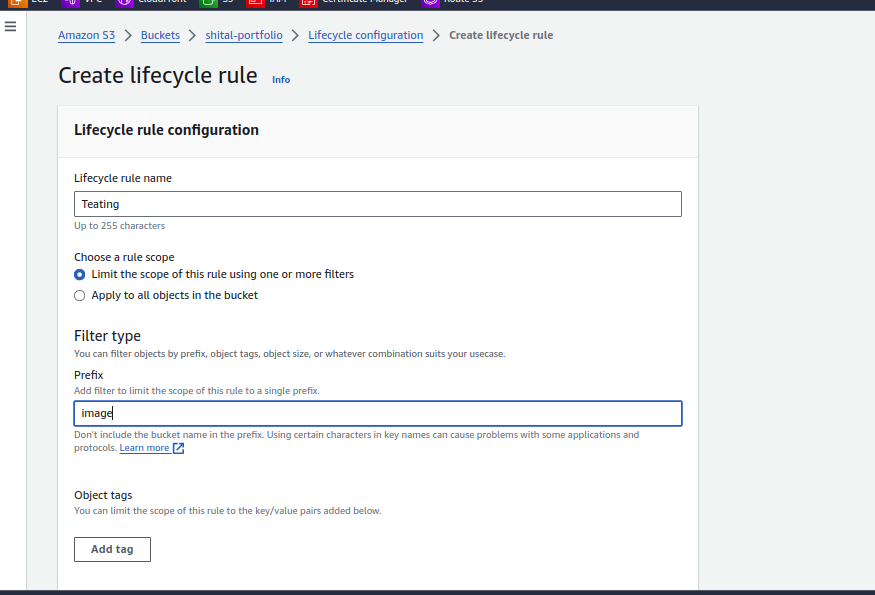 EC2 VPC CloudFront S3 IAM Certificate Manager Route 53
Amazon S3 > Buckets > shital-portfolio > Lifecycle configuration > Create lifecycle rule
Create lifecycle rule Info
Lifecycle rule configuration
Lifecycle rule name
Teating
Up to 255 characters
Choose a rule scope
Limit the scope of this rule using one or more filters
Apply to all objects in the bucket
Filter type
You can filter objects by prefix, object tags, object size, or whatever combination suits your usecase.
Prefix
Add filter to limit the scope of this rule to a single prefix.
image
Don't include the bucket name in the prefix. Using certain characters in key names can cause problems with some applications and
protocols. Learn more
Object tags
You can limit the scope of this rule to the key/value pairs added below.
Add tag